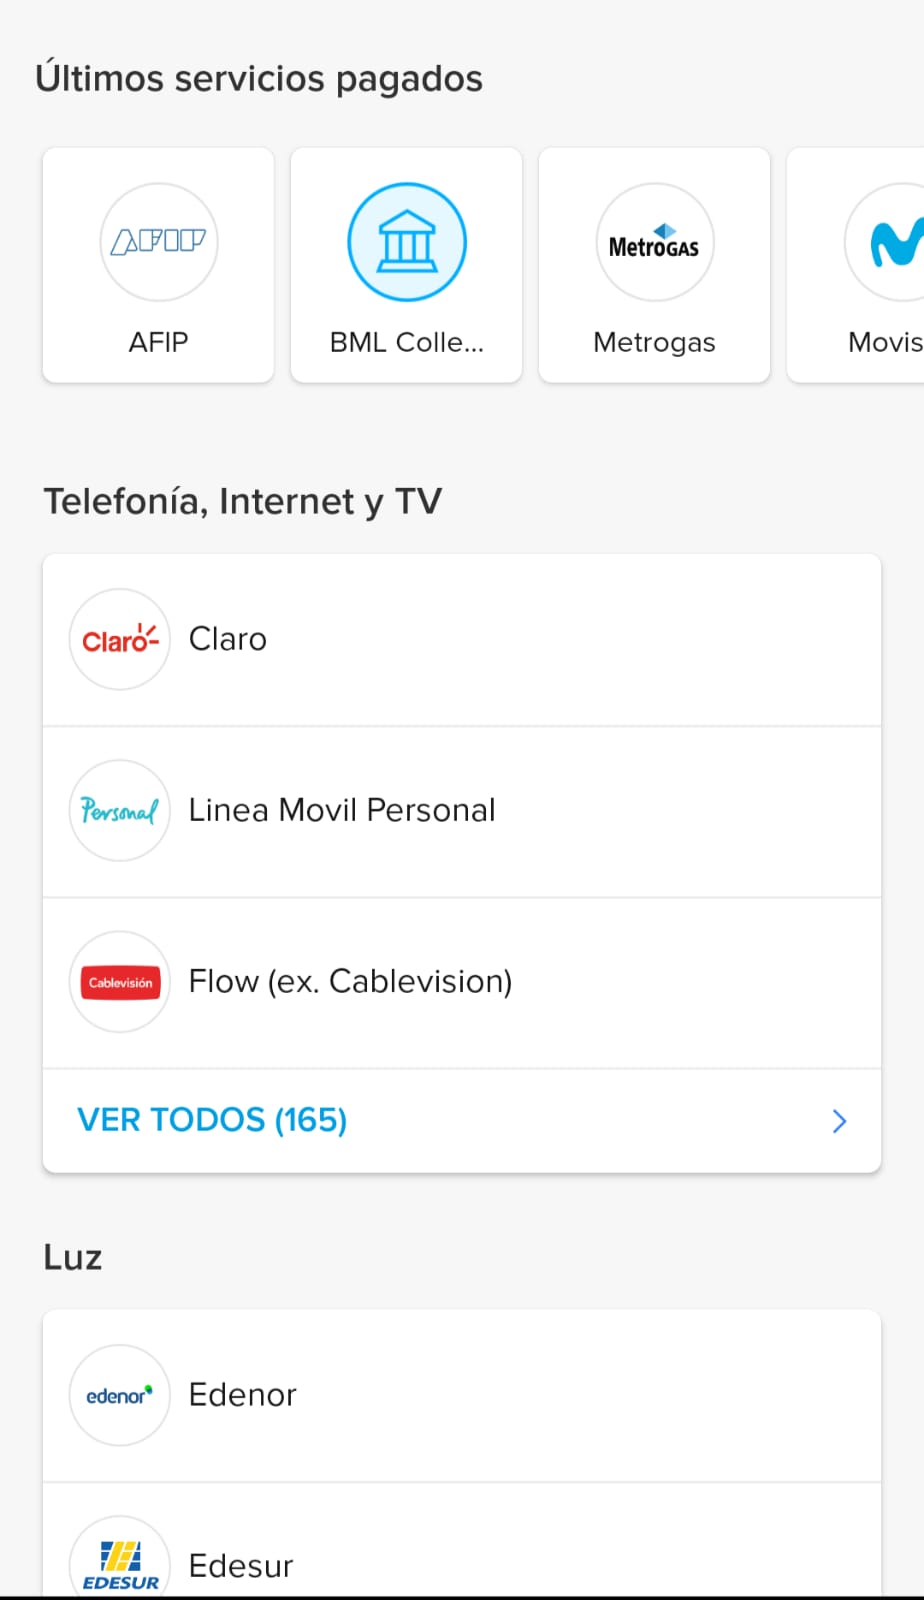 Últimos servicios pagados
AFIP
MetroGAS
AFIP
BML Colle...
Metrogas
Movis
Telefonía, Internet y TV
Claro
Claro
Personal
Linea Movil Personal
Cablevisión
Flow (ex. Cablevision)
VER TODOS (165)
Luz
edenor
Edenor
EDESUR
Edesur